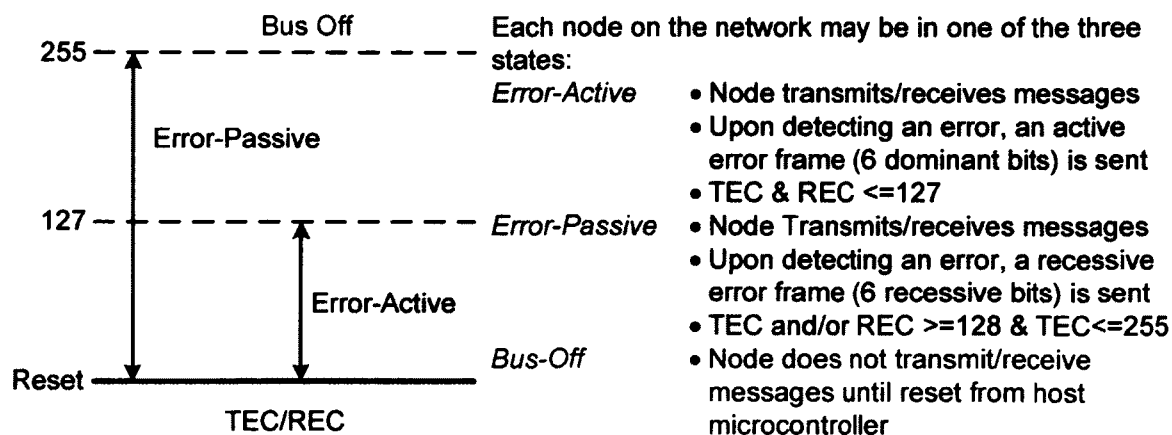 Bus Off
255
Error-Passive
127
Error-Active
Reset
TEC/REC
Each node on the network may be in one of the three
states:
Error-Active
• Node transmits/receives messages
• Upon detecting an error, an active
error frame (6 dominant bits) is sent
• TEC & REC <=127
Error-Passive
• Node Transmits/receives messages
• Upon detecting an error, a recessive
error frame (6 recessive bits) is sent
• TEC and/or REC >=128 & TEC<=255
Bus-Off
• Node does not transmit/receive
messages until reset from host
microcontroller